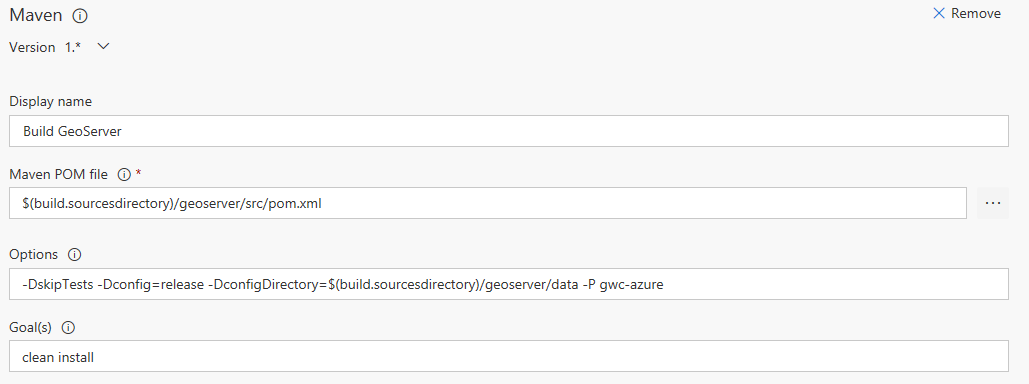 Maven
Remove
Version 1.*
Display name
Build GeoServer
Maven POM file *
$(build.sourcesdirectory)/geoserver/src/pom.xml
...
Options
-DskipTests -Dconfig=release -DconfigDirectory=$(build.sourcesdirectory)/geoserver/data -P gwc-azure
Goal(s)
clean install